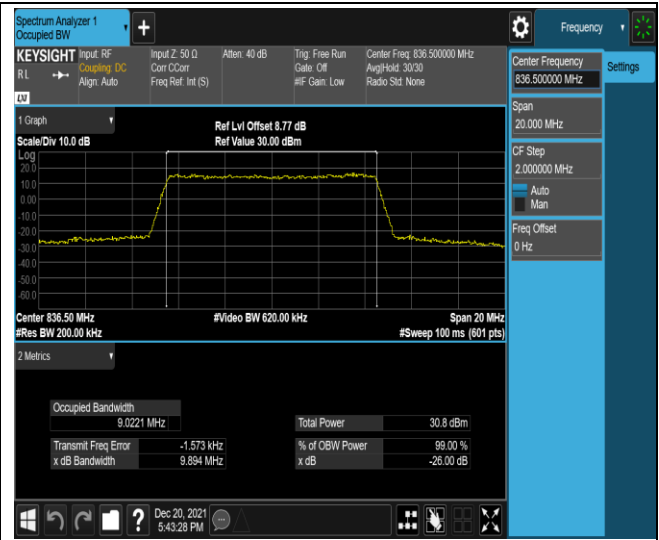 Spectrum Analyzer 1
Occupied BW
Frequency
KEYSIGHT
RL
Input: RF
Coupling: DC
Align: Auto
Input Z: 50 Ω
Corr CCorr
Freq Ref: Int (S)
Atten: 40 dB
Trig: Free Run
Gate: Off
#IF Gain: Low
Center Freq: 836.500000 MHz
Avg|Hold: 30/30
Radio Std: None
LXI
1 Graph
Scale/Div 10.0 dB
Ref Lvl Offset 8.77 dB
Ref Value 30.00 dBm
Log
20.0
10.0
0.00
-10.0
-20.0
-30.0
-40.0
-50.0
-60.0
Center 836.50 MHz
#Res BW 200.00 kHz
#Video BW 620.00 kHz
Span 20 MHz
#Sweep 100 ms (601 pts)
2 Metrics
Occupied Bandwidth
9.0221 MHz
Total Power 30.8 dBm
Transmit Freq Error -1.573 kHz
% of OBW Power 99.00 %
x dB Bandwidth 9.894 MHz
x dB -26.00 dB
Dec 20, 2021
5:43:28 PM
Center Frequency
836.500000 MHz
Settings
Span
20.000 MHz
CF Step
2.000000 MHz
Auto
Man
Freq Offset
0 Hz